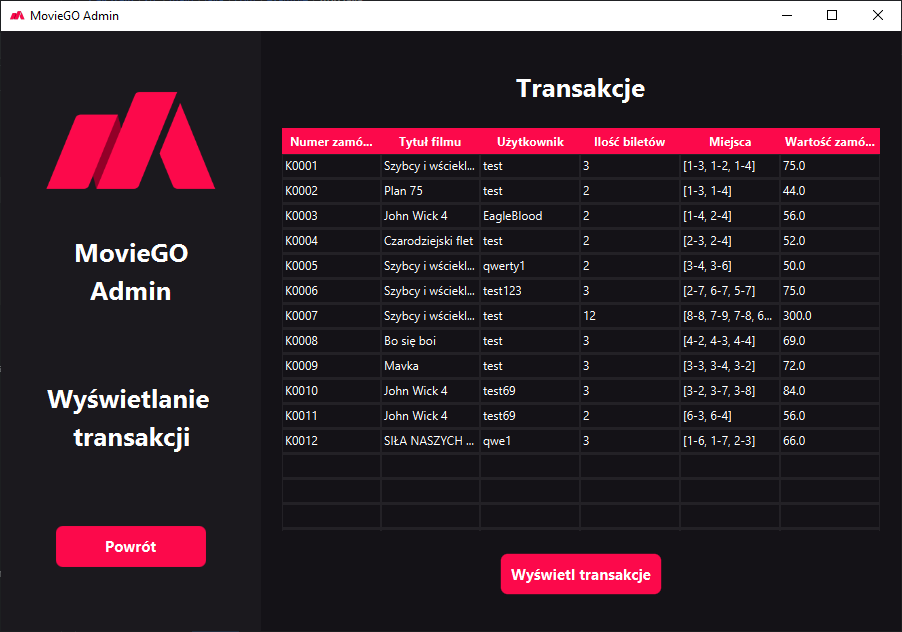 MovieGO Admin
MovieGO
Admin
Wyświetlanie
transakcji
Powrót
Transakcje
Numer zamó... Tytuł filmu Użytkownik Ilość biletów Miejsca Wartość zamó...
K0001 Szybcy i wściekl... test 3 [1-3, 1-2, 1-4] 75.0
K0002 Plan 75 test 2 [1-3, 1-4] 44.0
K0003 John Wick 4 EagleBlood 2 [1-4, 2-4] 56.0
K0004 Czarodziejski flet test 2 [2-3, 2-4] 52.0
K0005 Szybcy i wściekl... qwerty1 2 [3-4, 3-6] 50.0
K0006 Szybcy i wściekl... test123 3 [2-7, 6-7, 5-7] 75.0
K0007 Szybcy i wściekl... test 12 [8-8, 7-9, 7-8, 6... 300.0
K0008 Bo się boi test 3 [4-2, 4-3, 4-4] 69.0
K0009 Mavka test 3 [3-3, 3-4, 3-2] 72.0
K0010 John Wick 4 test69 3 [3-2, 3-7, 3-8] 84.0
K0011 John Wick 4 test69 2 [6-3, 6-4] 56.0
K0012 SIŁA NASZYCH ... qwe1 3 [1-6, 1-7, 2-3] 66.0
Wyświetl transakcje